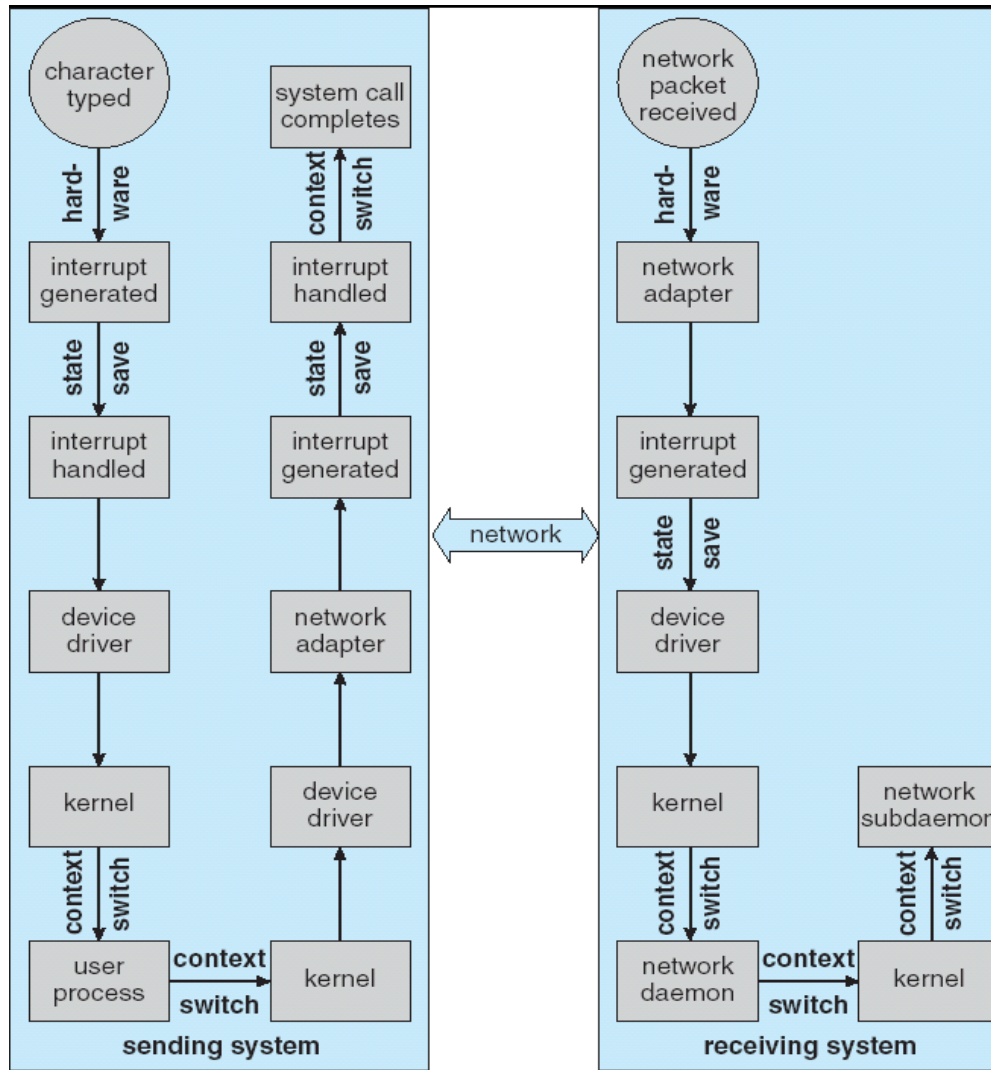 character
typed
hard-
ware
interrupt
generated
state
save
interrupt
handled
device
driver
kernel
context
switch
user
process
context
switch
kernel
device
driver
network
adapter
interrupt
generated
state
save
interrupt
handled
context
switch
system call
completes
sending system
network
network
packet
received
hard-
ware
network
adapter
interrupt
generated
state
save
device
driver
kernel
context
switch
network
daemon
context
switch
kernel
context
switch
network
subdaemon
receiving system